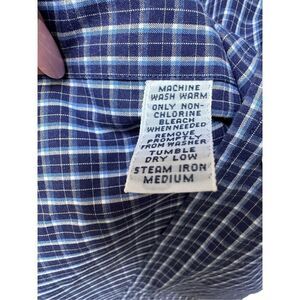 MACHINE
WASH WARM
ONLY NON-
CHLORINE
BLEACH
WHEN NEEDED
REMOVE
PROMPTLY
FROM WASHER
TUMBLE
DRY LOW
STEAM IRON
MEDIUM